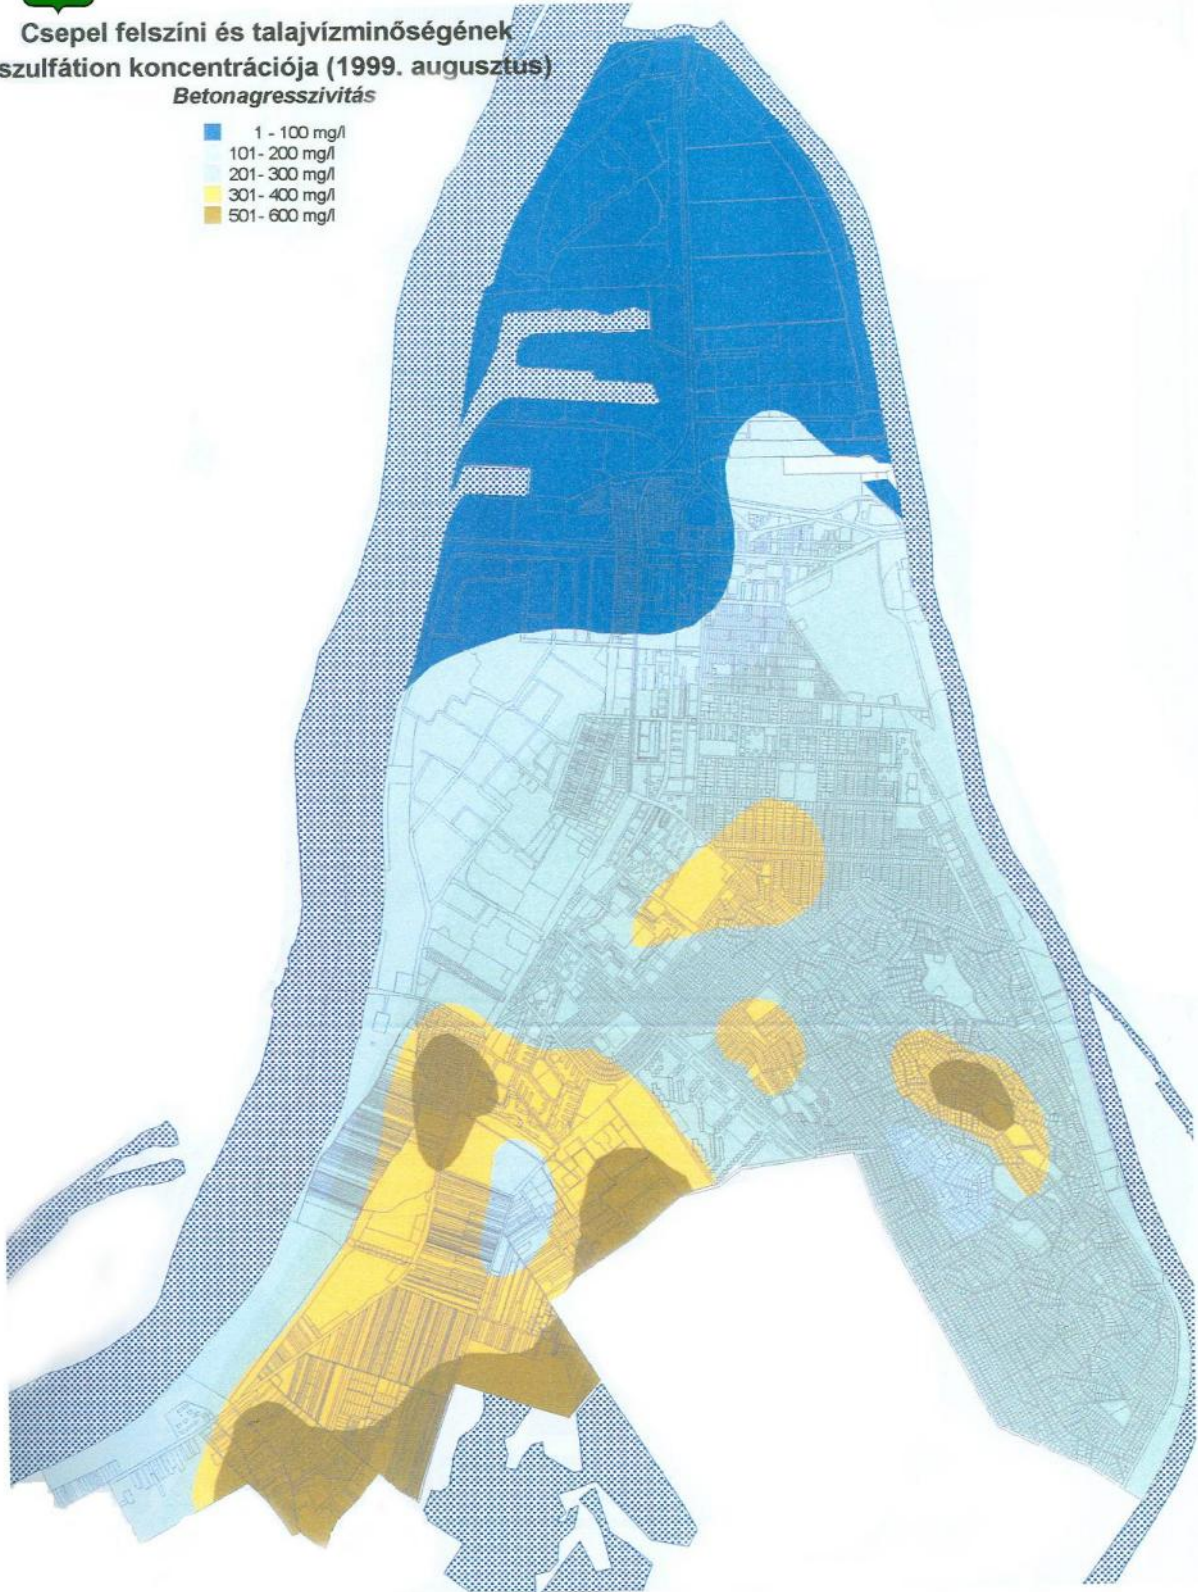 Csepel felszíni és talajvízminőségének
szulfátion koncentrációja (1999. augusztus)
Betonagresszivitás
1 - 100 mg/l
101- 200 mg/l
201- 300 mg/l
301- 400 mg/l
501- 600 mg/l